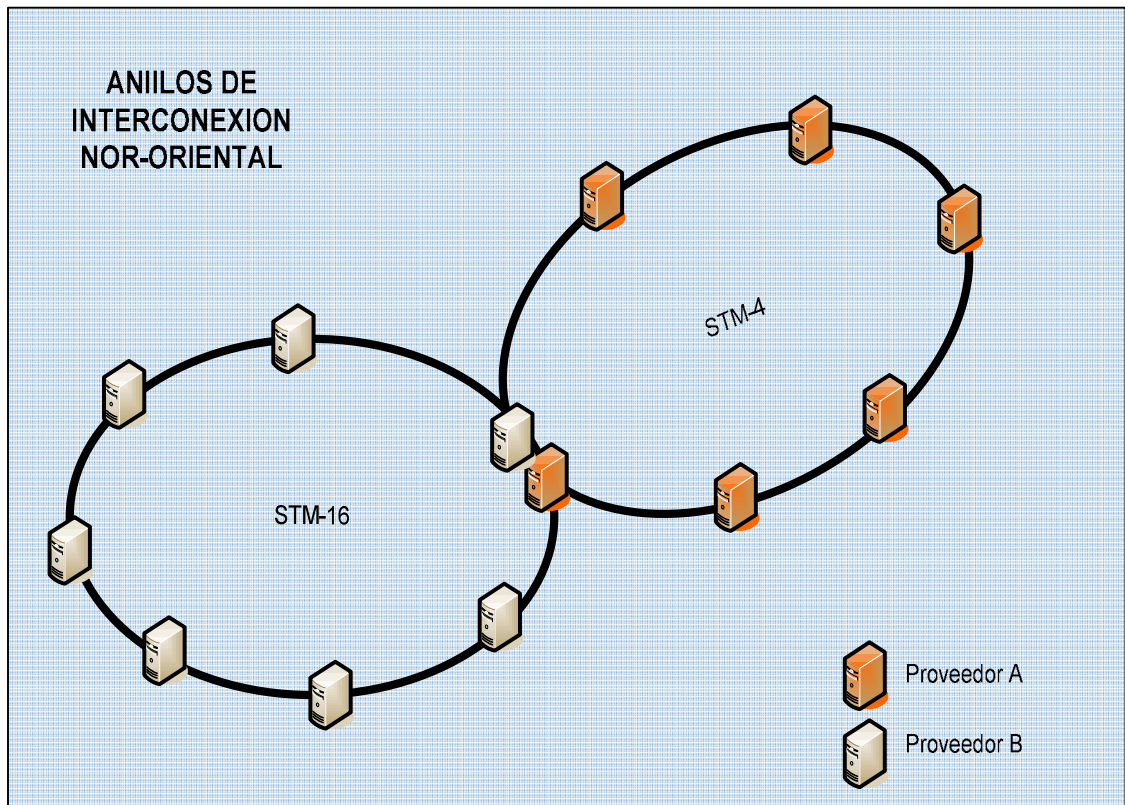 ANIILOS DE
INTERCONEXION
NOR-ORIENTAL
STM-4
STM-16
Proveedor A
Proveedor B